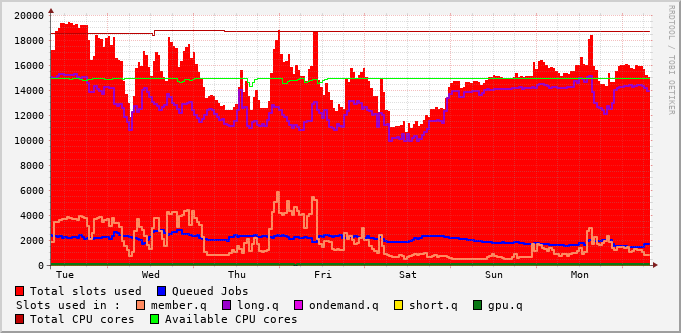 20000
18000
16000
14000
12000
10000
8000
6000
4000
2000
0
Tue Wed Thu Fri Sat Sun Mon
RRDTOOL / TOBI OETIKER
Total slots used Queued Jobs
Slots used in : member.q long.q ondemand.q short.q gpu.q
Total CPU cores Available CPU cores